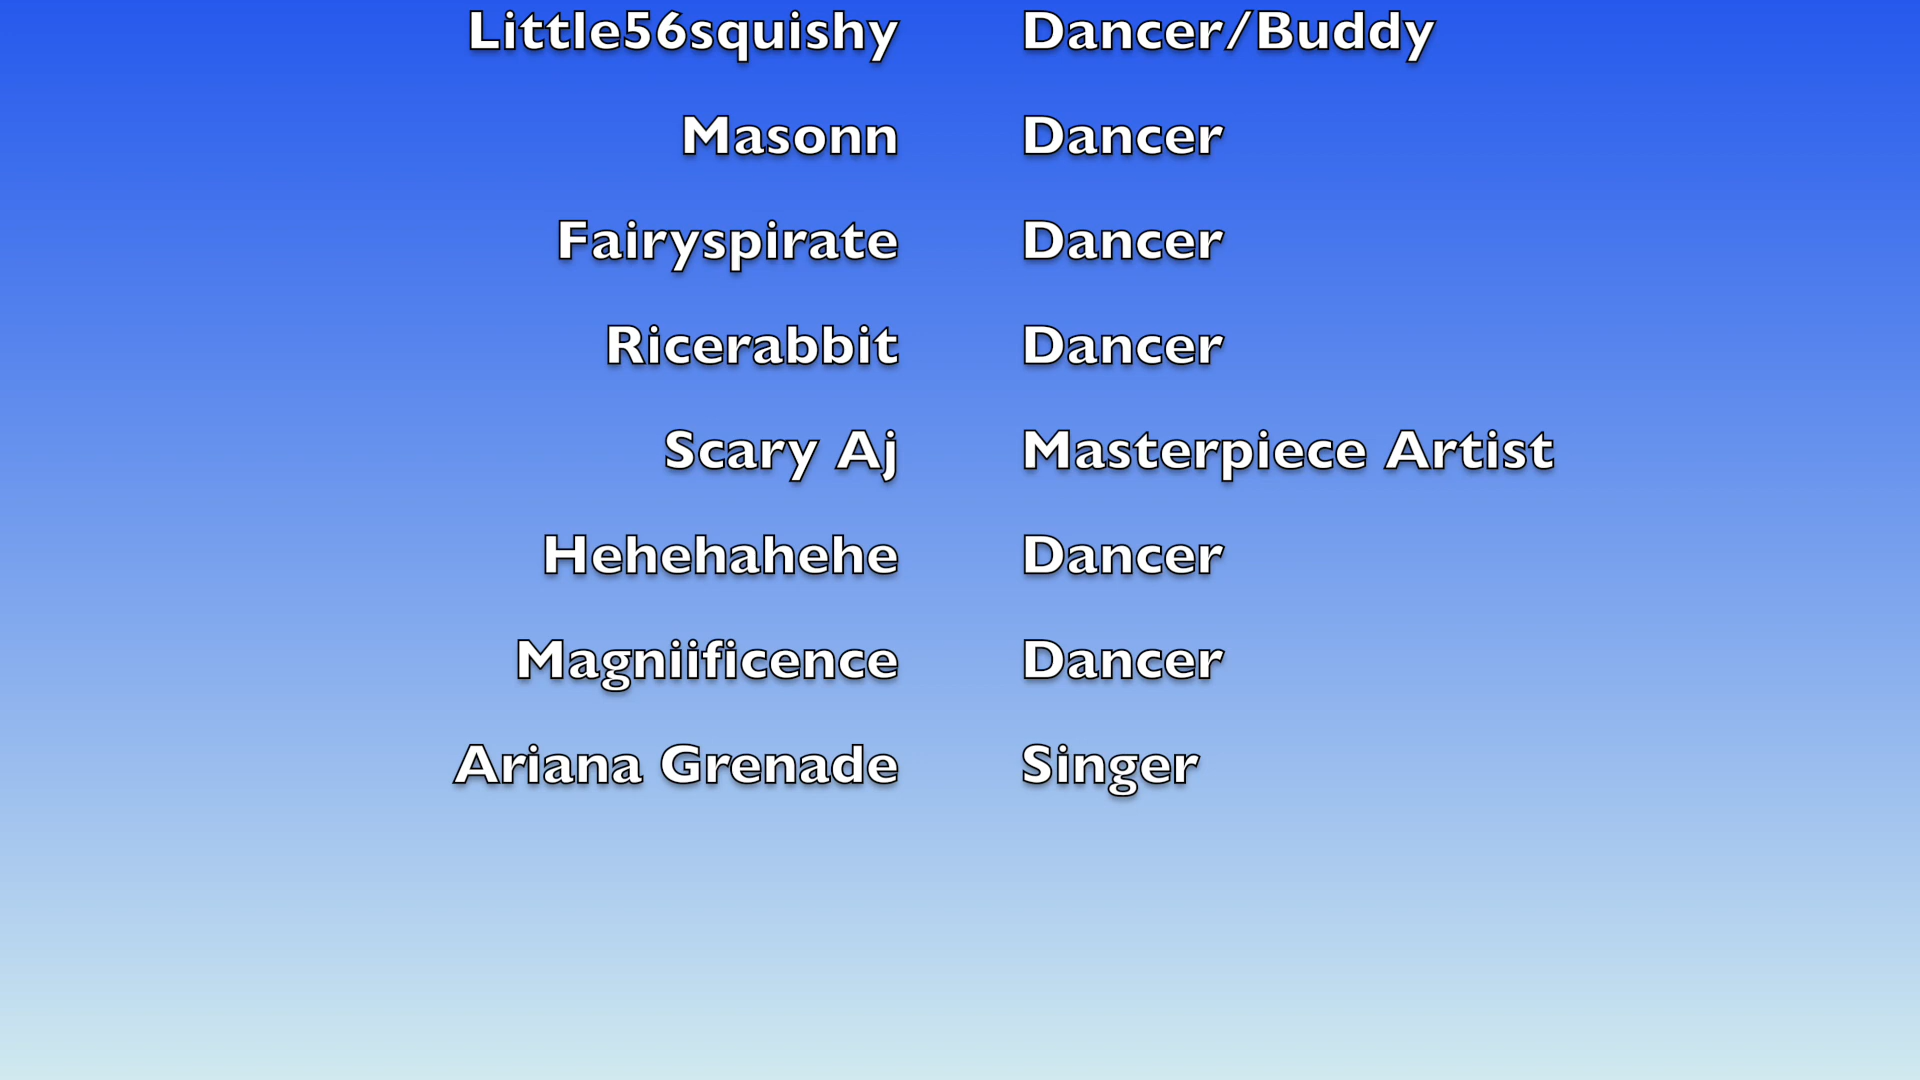 Little56squishy Dancer/Buddy
Masonn Dancer
Fairyspirate Dancer
Ricerabbit Dancer
Scary Aj Masterpiece Artist
Hehehahehe Dancer
Magniificence Dancer
Ariana Grenade Singer